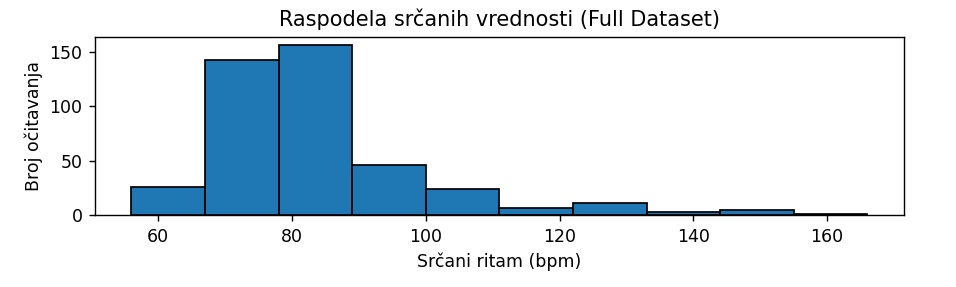 Raspodela srčanih vrednosti (Full Dataset)
Broj očitavanja
150
100
50
0
60 80 100 120 140 160
Srčani ritam (bpm)